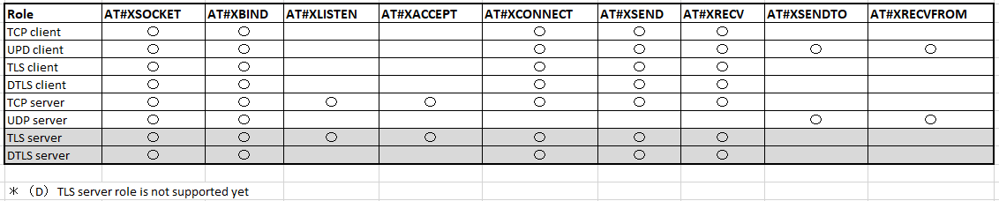 Role AT#XSOCKET AT#XBIND AT#XLISTEN AT#XACCEPT AT#XCONNECT AT#XSEND AT#XRECV AT#XSENDTO AT#XRECVFROM
TCP client ○ ○ ○ ○ ○
UPD client ○ ○ ○ ○ ○ ○ ○
TLS client ○ ○ ○ ○ ○
DTLS client ○ ○ ○ ○ ○
TCP server ○ ○ ○ ○ ○ ○ ○
UDP server ○ ○ ○ ○
TLS server ○ ○ ○ ○ ○ ○ ○
DTLS server ○ ○ ○ ○ ○
＊ （D）TLS server role is not supported yet